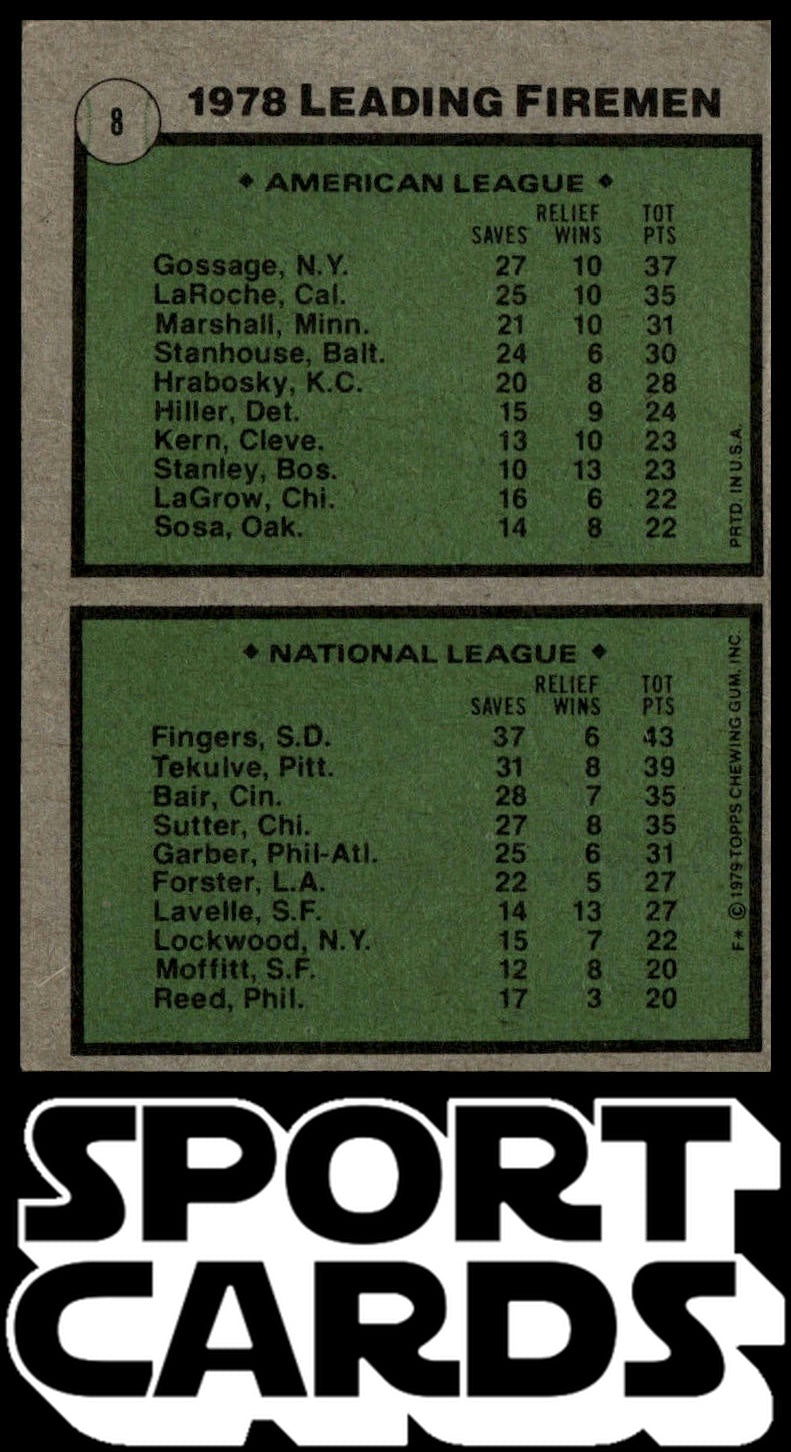 8
1978 LEADING FIREMEN
◆ AMERICAN LEAGUE ◆
RELIEF TOT
SAVES WINS PTS
Gossage, N.Y. 27 10 37
LaRoche, Cal. 25 10 35
Marshall, Minn. 21 10 31
Stanhouse, Balt. 24 6 30
Hrabosky, K.C. 20 8 28
Hiller, Det. 15 9 24
Kern, Cleve. 13 10 23
Stanley, Bos. 10 13 23
LaGrow, Chi. 16 6 22
Sosa, Oak. 14 8 22
PRTD. IN U.S.A.
◆ NATIONAL LEAGUE ◆
RELIEF TOT
SAVES WINS PTS
Fingers, S.D. 37 6 43
Tekulve, Pitt. 31 8 39
Bair, Cin. 28 7 35
Sutter, Chi. 27 8 35
Garber, Phil-Atl. 25 6 31
Forster, L.A. 22 5 27
Lavelle, S.F. 14 13 27
Lockwood, N.Y. 15 7 22
Moffitt, S.F. 12 8 20
Reed, Phil. 17 3 20
F* © 1979 TOPPS CHEWING GUM, INC.
SPORT
CARDS